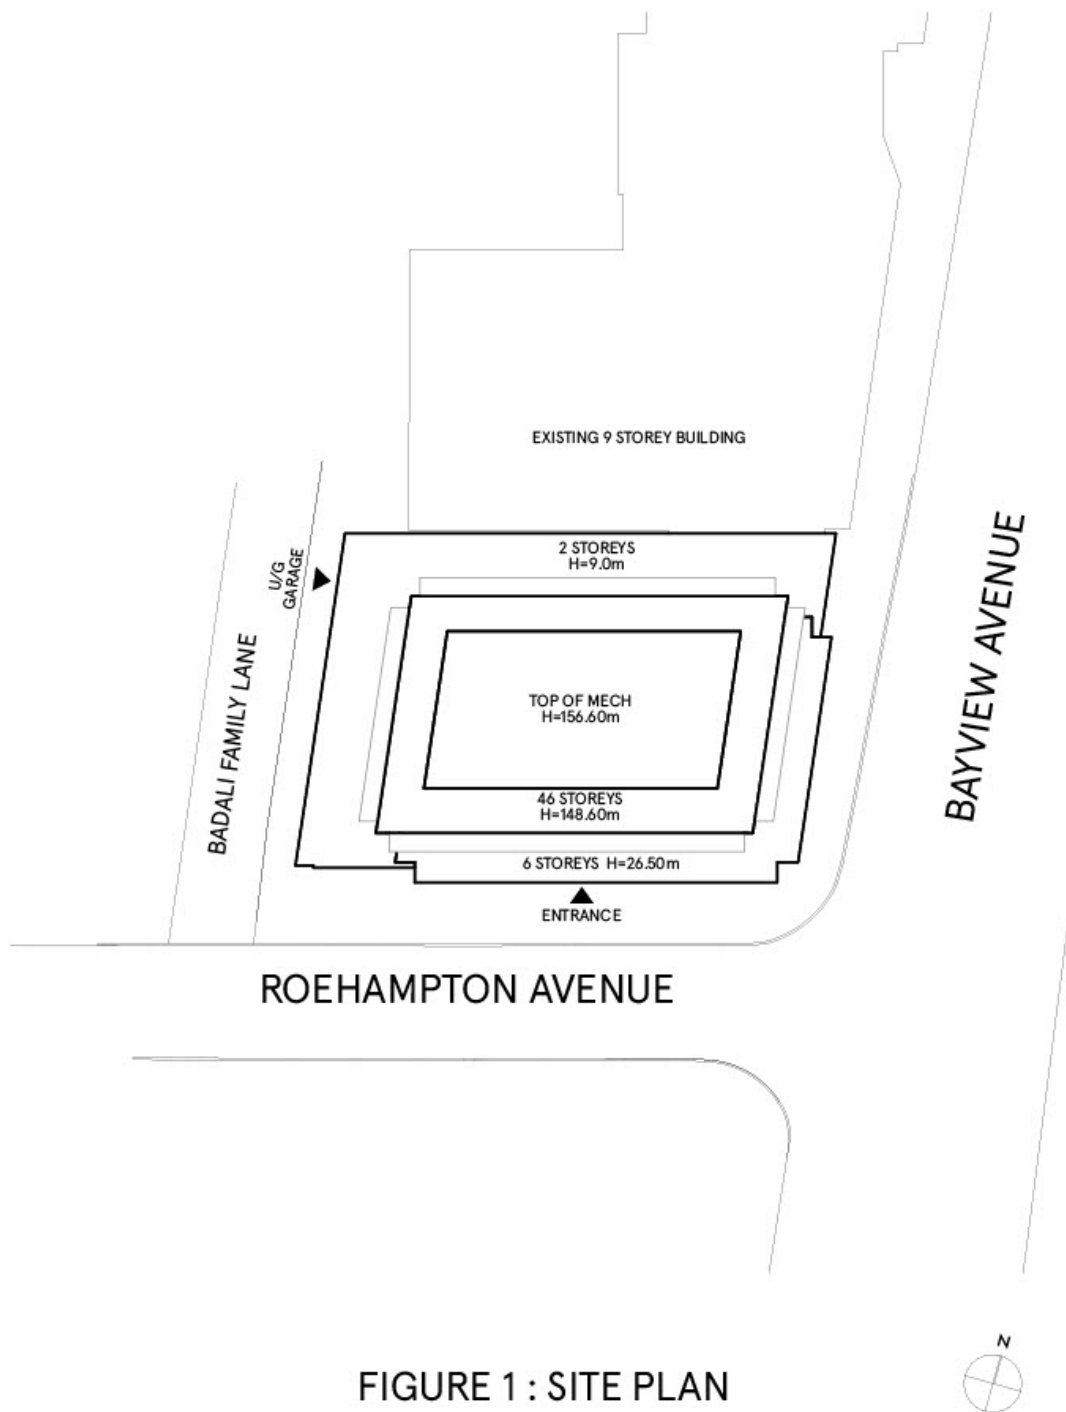 EXISTING 9 STOREY BUILDING
2 STOREYS
H=9.0m
U/G
GARAGE
BADALI FAMILY LANE
TOP OF MECH
H=156.60m
46 STOREYS
H=148.60m
6 STOREYS H=26.50m
ENTRANCE
BAYVIEW AVENUE
ROEHAMPTON AVENUE
N
FIGURE 1 : SITE PLAN